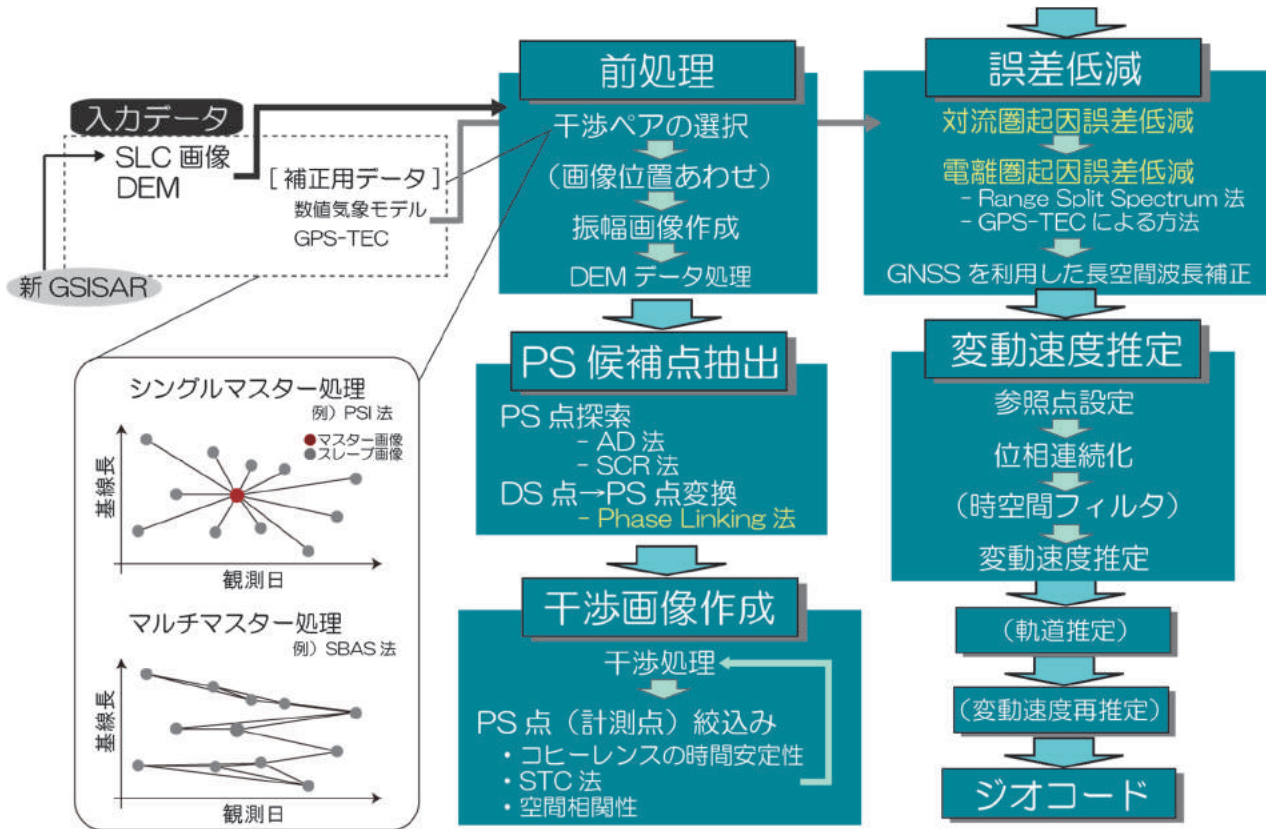 入力データ
SLC 画像
DEM
[補正用データ]
数値気象モデル
GPS-TEC
新 GSISAR
シングルマスター処理
例) PSI 法
マスター画像
スレーブ画像
基線長
観測日
マルチマスター処理
例) SBAS 法
基線長
観測日
前処理
干渉ペアの選択
(画像位置あわせ)
振幅画像作成
DEM データ処理
PS 候補点抽出
PS 点探索
- AD 法
- SCR 法
DS 点→PS 点変換
- Phase Linking 法
干渉画像作成
干渉処理
PS 点(計測点)絞込み
・コヒーレンスの時間安定性
・STC 法
・空間相関性
誤差低減
対流圏起因誤差低減
電離圏起因誤差低減
- Range Split Spectrum 法
- GPS-TEC による方法
GNSS を利用した長空間波長補正
変動速度推定
参照点設定
位相連続化
(時空間フィルタ)
変動速度推定
(軌道推定)
(変動速度再推定)
ジオコード